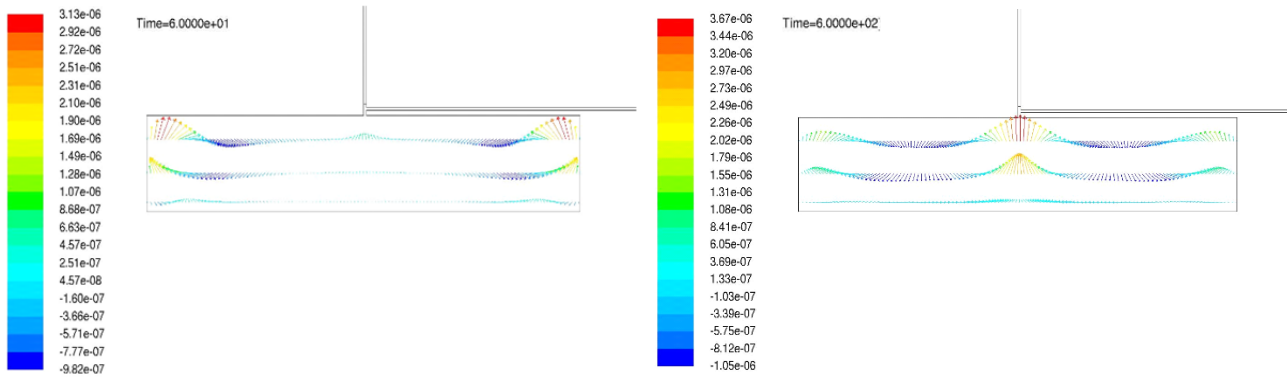 3.13e-06
2.92e-06
2.72e-06
2.51e-06
2.31e-06
2.10e-06
1.90e-06
1.69e-06
1.49e-06
1.28e-06
1.07e-06
8.68e-07
6.63e-07
4.57e-07
2.51e-07
4.57e-08
-1.60e-07
-3.66e-07
-5.71e-07
-7.77e-07
-9.82e-07
Time=6.0000e+01
3.67e-06
3.44e-06
3.20e-06
2.97e-06
2.73e-06
2.49e-06
2.26e-06
2.02e-06
1.79e-06
1.55e-06
1.31e-06
1.08e-06
8.41e-07
6.05e-07
3.69e-07
1.33e-07
-1.03e-07
-3.39e-07
-5.75e-07
-8.12e-07
-1.05e-06
Time=6.0000e+02